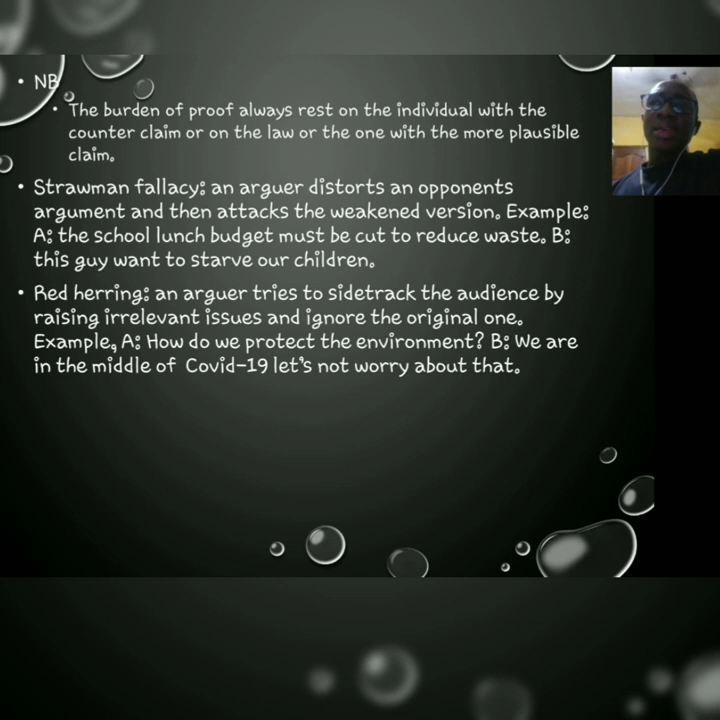 NB
The burden of proof always rest on the individual with the
counter claim or on the law or the one with the more plausible
claim.
Strawman fallacy: an arguer distorts an opponents
argument and then attacks the weakened version. Example:
A: the school lunch budget must be cut to reduce waste. B:
this guy want to starve our children.
Red herring: an arguer tries to sidetrack the audience by
raising irrelevant issues and ignore the original one.
Example, A: How do we protect the environment? B: We are
in the middle of Covid-19 let's not worry about that.